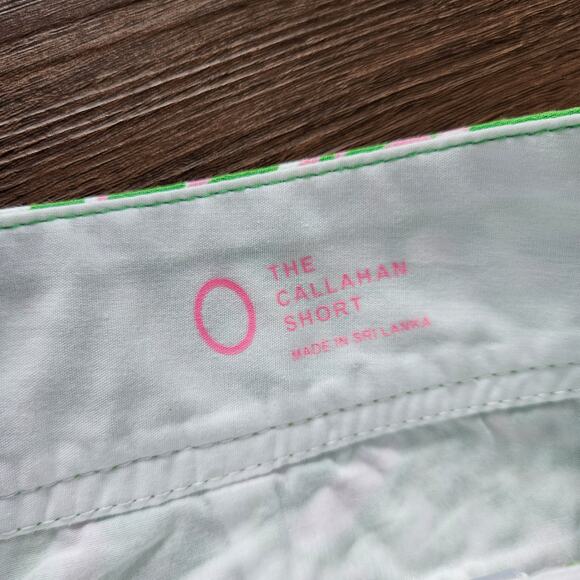 0
THE
CALLAHAN
SHORT
MADE IN SRI LANKA